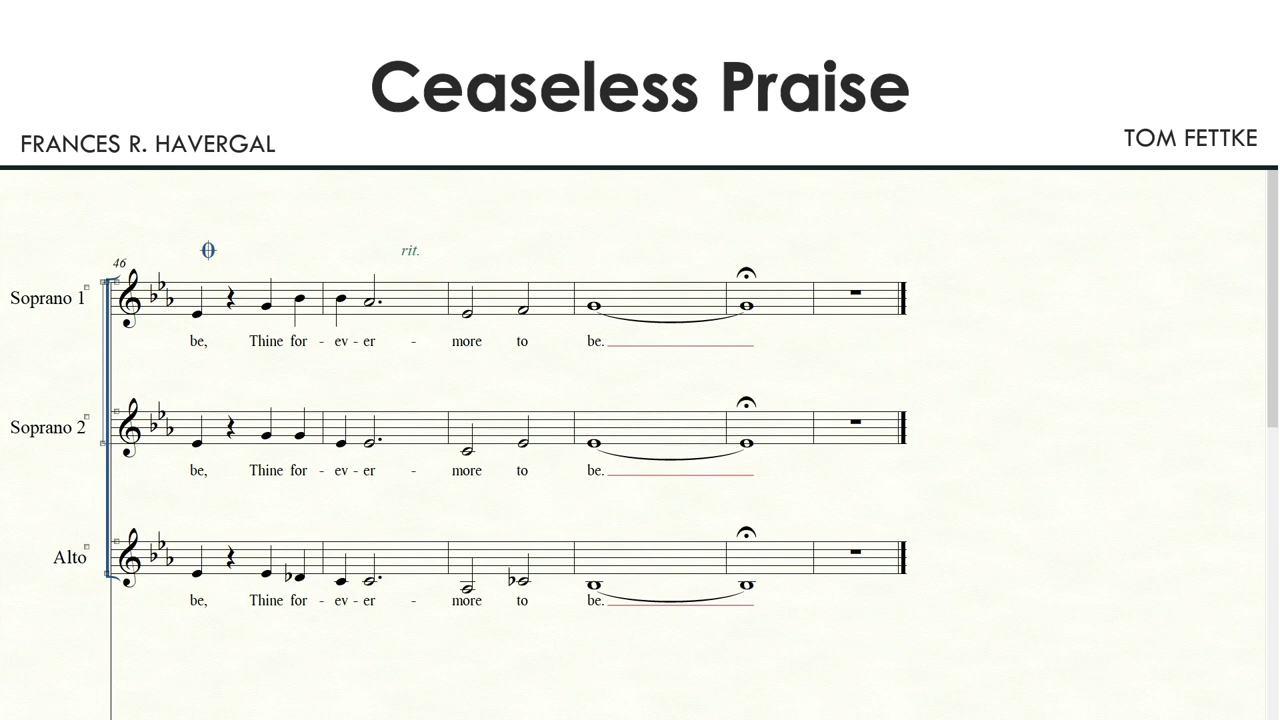 Ceaseless Praise
FRANCES R. HAVERGAL
TOM FETTKE
rit.
46
Soprano 1
be, Thine for - ev - er - more to be.
Soprano 2
be, Thine for - ev - er - more to be.
Alto
be, Thine for - ev - er - more to be.